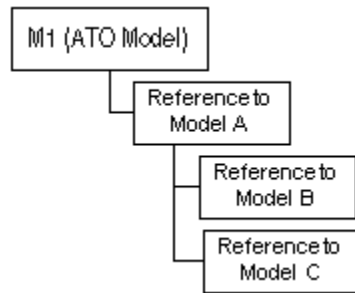 M1 (ATO Model)
Reference to
Model A
Reference to
Model B
Reference to
Model C